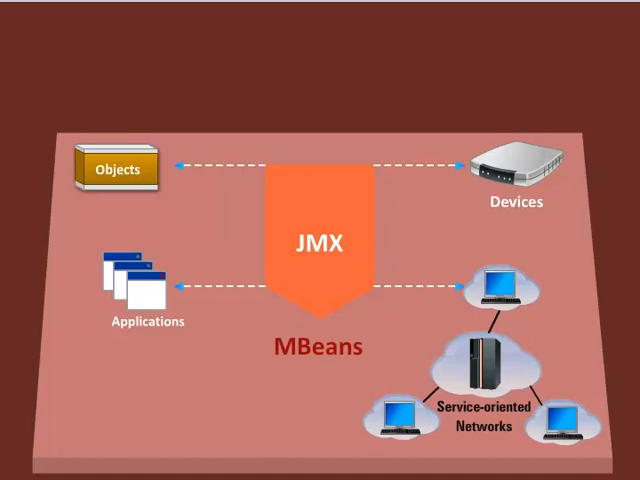 Objects
Devices
JMX
Applications
MBeans
Service-oriented
Networks